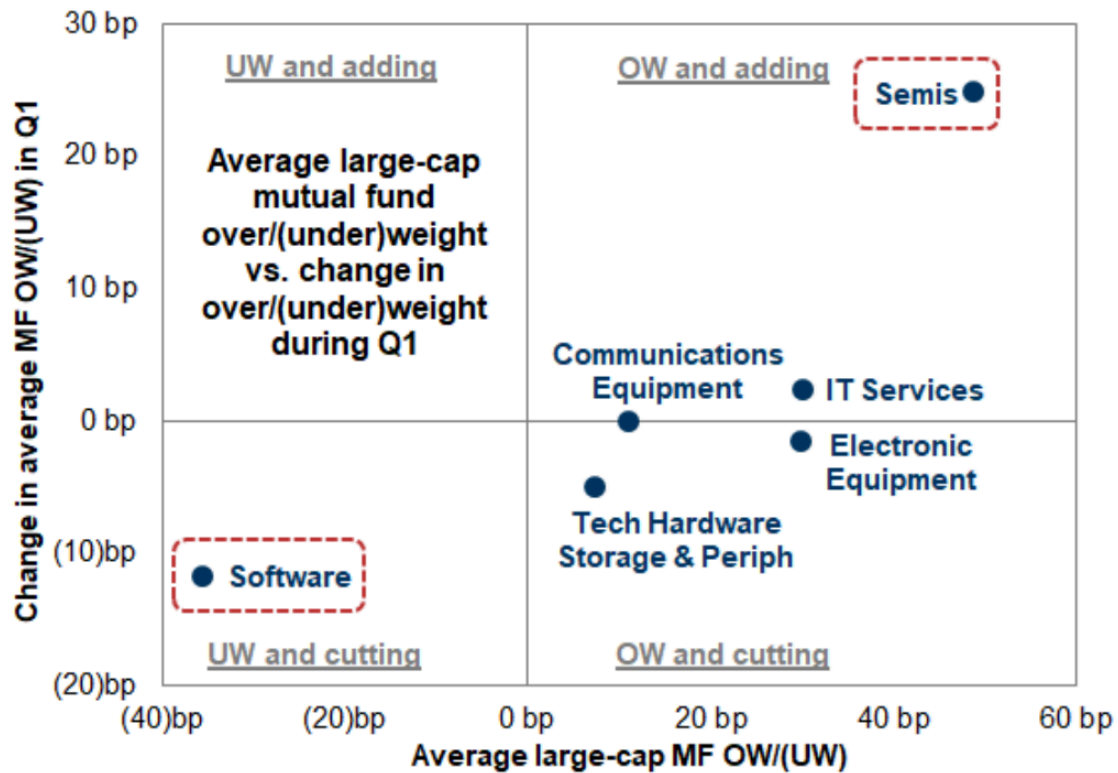 30 bp
UW and adding
OW and adding
Semis
20 bp
Average large-cap
mutual fund
over/(under)weight
vs. change in
over/(under)weight
during Q1
10 bp
Communications
Equipment
IT Services
0 bp
Electronic
Equipment
Tech Hardware
Storage & Periph
(10)bp
Software
UW and cutting
OW and cutting
(20)bp
Change in average MF OW/(UW) in Q1
(40)bp (20)bp 0 bp 20 bp 40 bp 60 bp
Average large-cap MF OW/(UW)